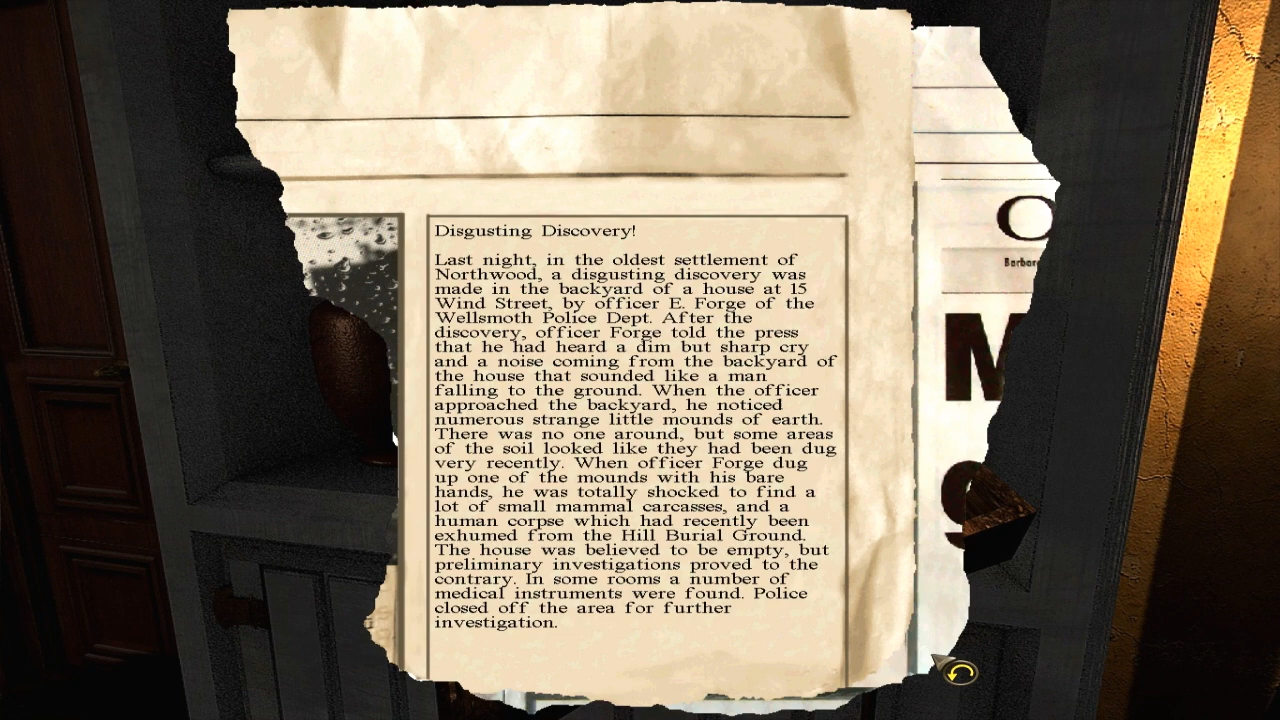 Disgusting Discovery!
Last night, in the oldest settlement of
Northwood, a disgusting discovery was
made in the backyard of a house at 15
Wind Street, by officer E. Forge of the
Wellsmoth Police Dept. After the
discovery, officer Forge told the press
that he had heard a dim but sharp cry
and a noise coming from the backyard of
the house that sounded like a man
falling to the ground. When the officer
approached the backyard, he noticed
numerous strange little mounds of earth.
There was no one around, but some areas
of the soil looked like they had been dug
very recently. When officer Forge dug
up one of the mounds with his bare
hands, he was totally shocked to find a
lot of small mammal carcasses, and a
human corpse which had recently been
exhumed from the Hill Burial Ground.
The house was believed to be empty, but
preliminary investigations proved to the
contrary. In some rooms a number of
medical instruments were found. Police
closed off the area for further
investigation.
O
Barbar
M